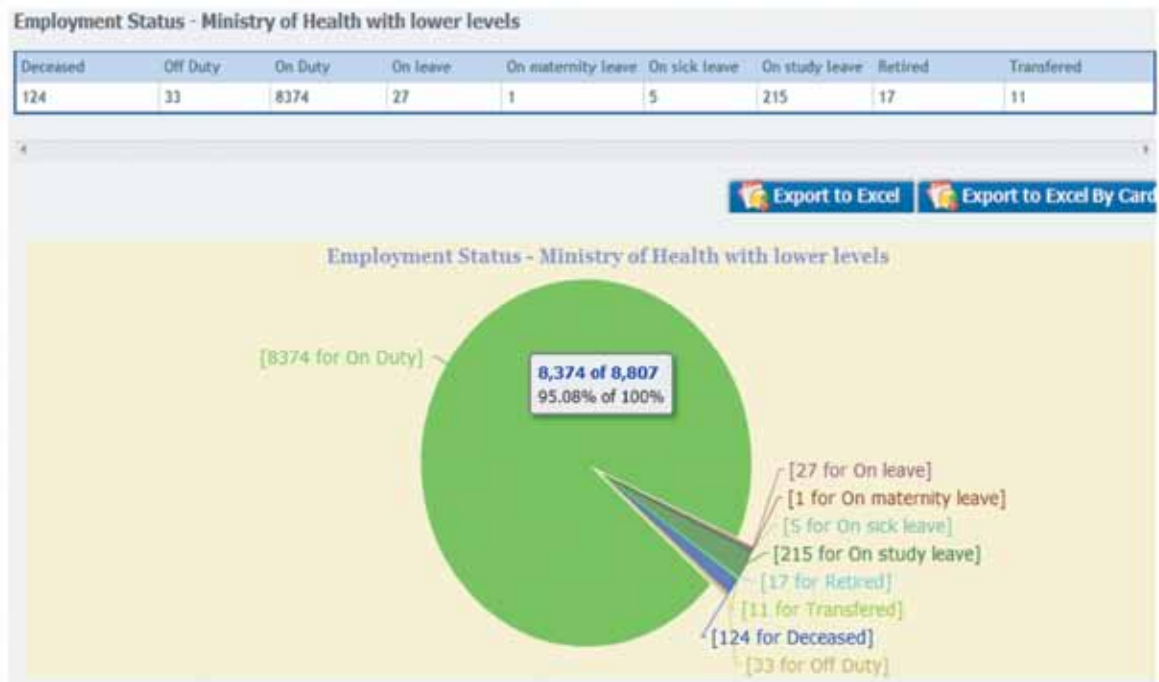 Employment Status - Ministry of Health with lower levels
Deceased Off Duty On Duty On leave On maternity leave On sick leave On study leave Retired Transfered
124 33 8374 27 1 5 215 17 11
Export to Excel Export to Excel By Card
Employment Status - Ministry of Health with lower levels
[8374 for On Duty]
8,374 of 8,807
95.08% of 100%
[27 for On leave]
[1 for On maternity leave]
[5 for On sick leave]
[215 for On study leave]
[17 for Retired]
[11 for Transfered]
[124 for Deceased]
[33 for Off Duty]